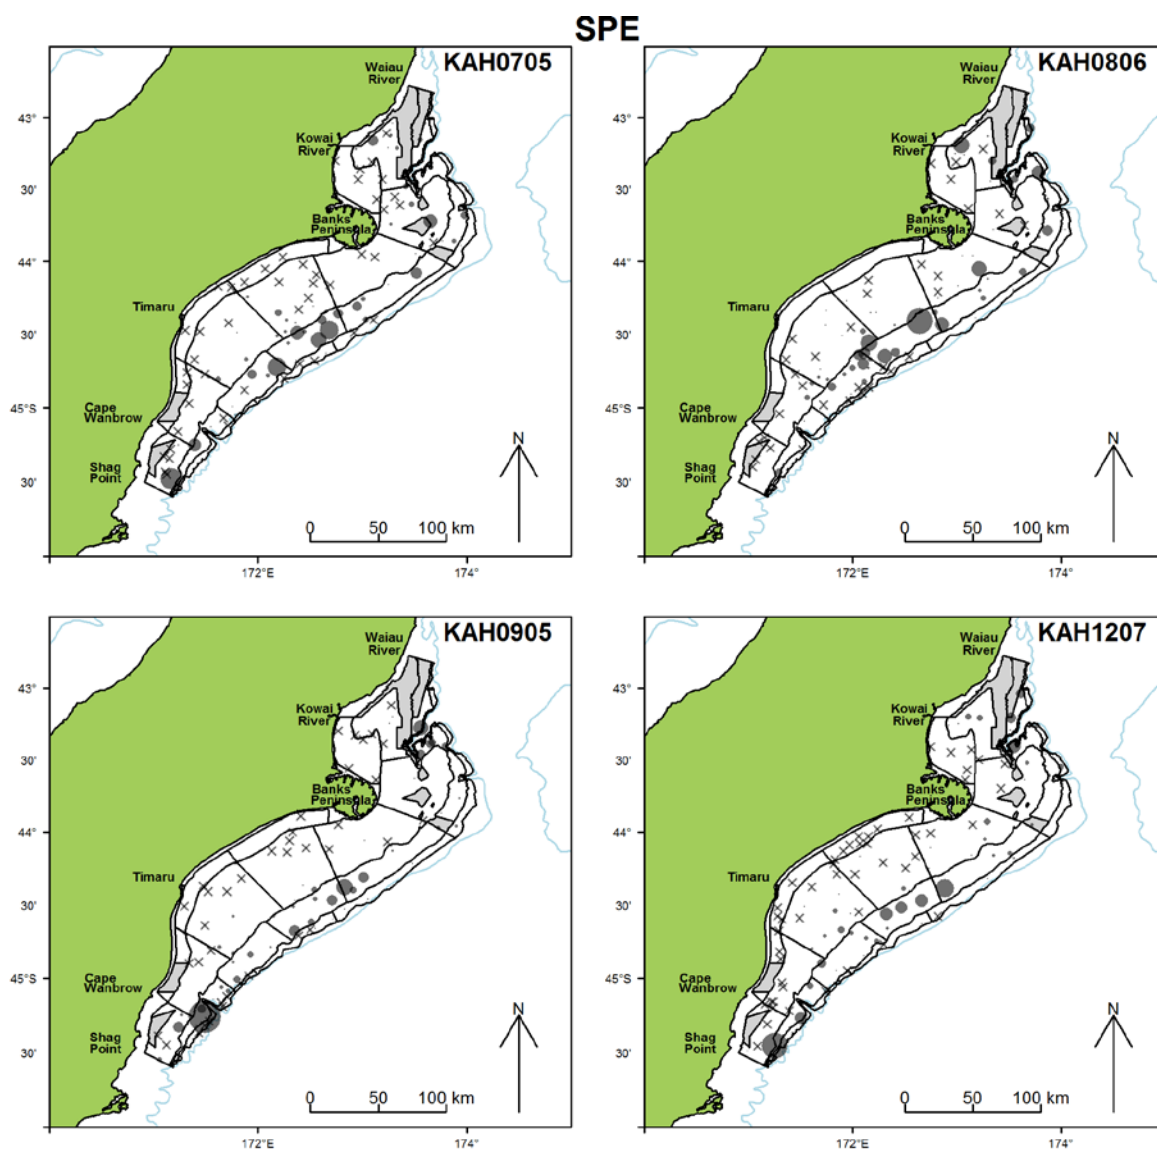 SPE
KAH0705
Waiau
River
43°
Kowai
River
30'
Banks
Peninsula
44°
Timaru
30'
Cape
Wanbrow
45°S
Shag
Point
30'
N
0 50 100 km
172°E 174°
KAH0806
Waiau
River
43°
Kowai
River
30'
Banks
Peninsula
44°
Timaru
30'
Cape
Wanbrow
45°S
Shag
Point
30'
N
0 50 100 km
172°E 174°
KAH0905
Waiau
River
43°
Kowai
River
30'
Banks
Peninsula
44°
Timaru
30'
Cape
Wanbrow
45°S
Shag
Point
30'
N
0 50 100 km
172°E 174°
KAH1207
Waiau
River
43°
Kowai
River
30'
Banks
Peninsula
44°
Timaru
30'
Cape
Wanbrow
45°S
Shag
Point
30'
N
0 50 100 km
172°E 174°